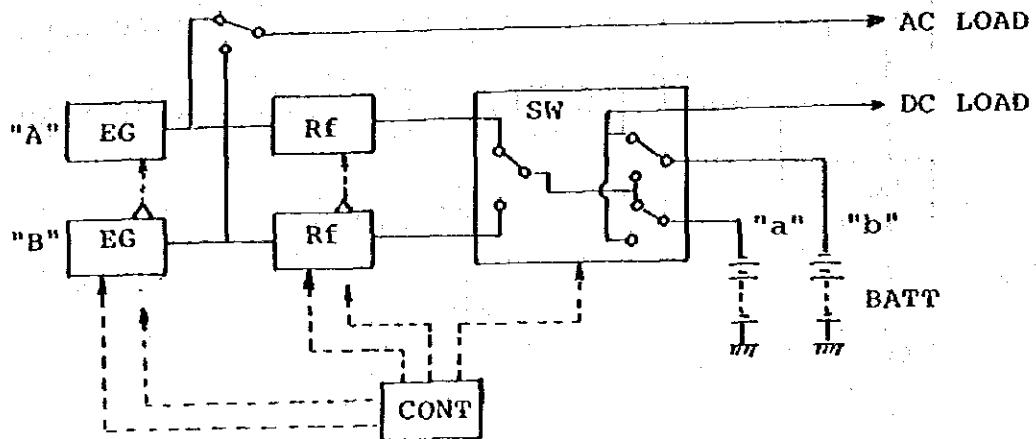 AC LOAD
SW
DC LOAD
"A" EG Rf
"B" EG Rf
"a" "b"
BATT
CONT